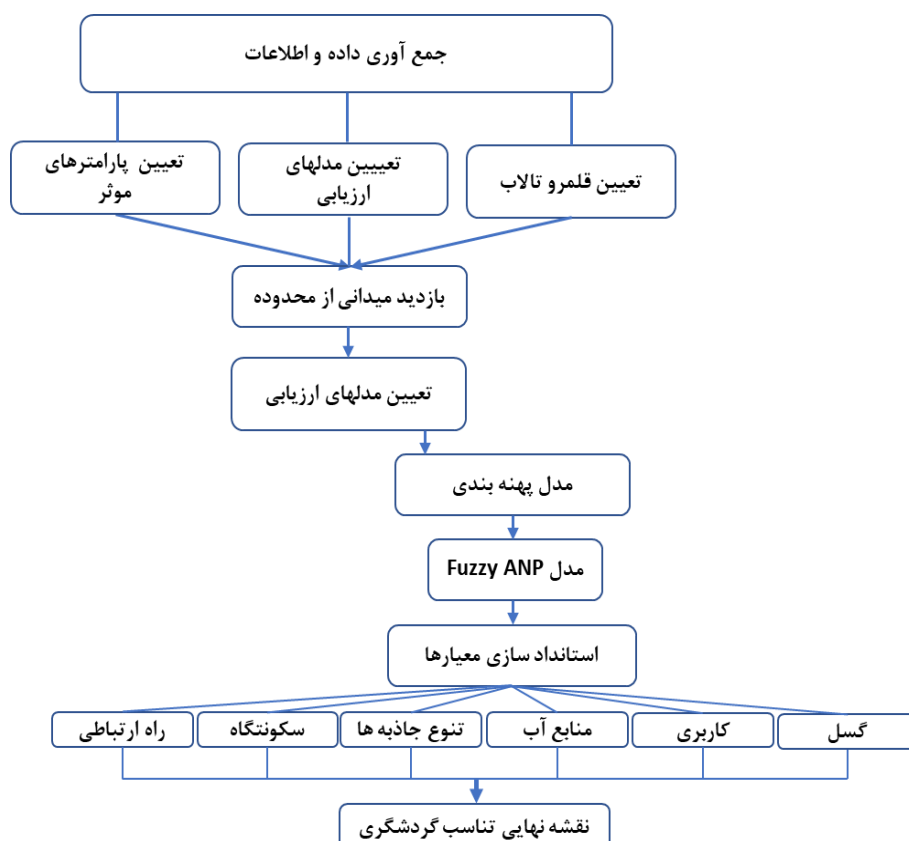 جمع آوری داده و اطلاعات
تعیین قلمرو تالاب
تعییین مدلهای
ارزیابی
تعیین پارامترهای
موثر
بازدید میدانی از محدوده
تعیین مدلهای ارزیابی
مدل پهنه بندی
مدل Fuzzy ANP
استانداد سازی معیارها
گسل
کاربری
منابع آب
تنوع جاذبه ها
سکونتگاه
راه ارتباطی
نقشه نهایی تناسب گردشگری